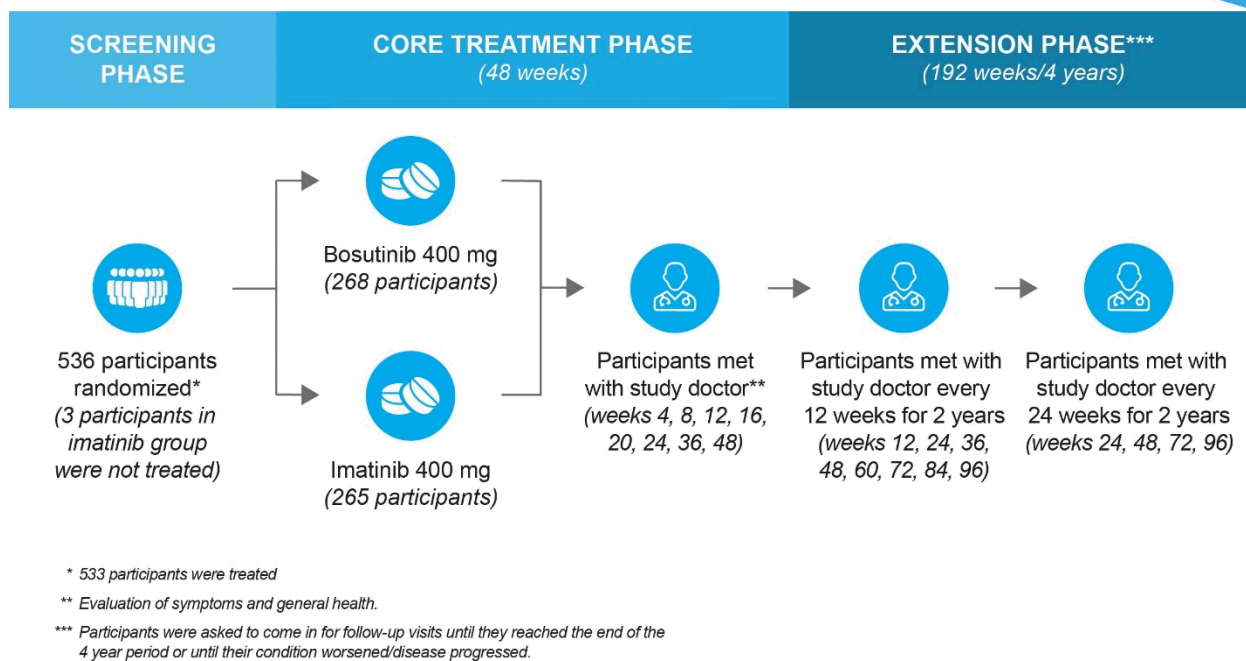 SCREENING
PHASE
CORE TREATMENT PHASE
(48 weeks)
EXTENSION PHASE***
(192 weeks/4 years)
536 participants
randomized*
(3 participants in
imatinib group
were not treated)
Bosutinib 400 mg
(268 participants)
Imatinib 400 mg
(265 participants)
Participants met
with study doctor**
(weeks 4, 8, 12, 16,
20, 24, 36, 48)
Participants met with
study doctor every
12 weeks for 2 years
(weeks 12, 24, 36,
48, 60, 72, 84, 96)
Participants met with
study doctor every
24 weeks for 2 years
(weeks 24, 48, 72, 96)
* 533 participants were treated
** Evaluation of symptoms and general health.
*** Participants were asked to come in for follow-up visits until they reached the end of the
4 year period or until their condition worsened/disease progressed.